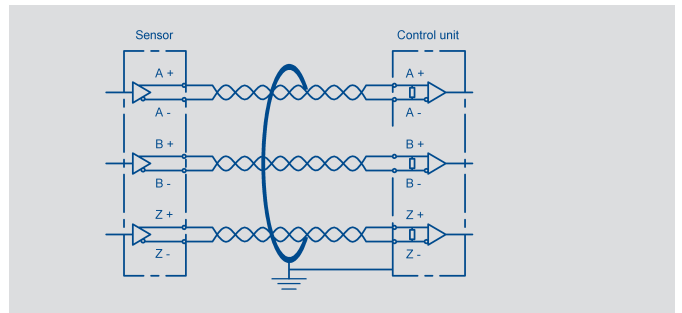 Sensor
Control unit
A +
A +
A -
A -
B +
B +
B -
B -
Z +
Z +
Z -
Z -